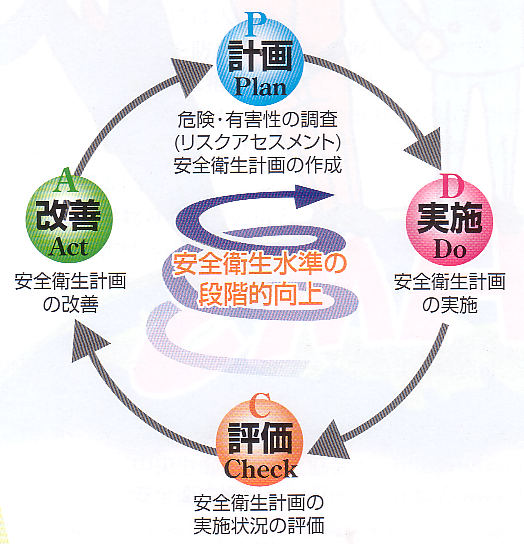 P
計画
Plan
危険・有害性の調査
(リスクアセスメント)
安全衛生計画の作成
D
実施
Do
安全衛生計画
の実施
C
評価
Check
安全衛生計画の
実施状況の評価
A
改善
Act
安全衛生計画
の改善
安全衛生水準の
段階的向上